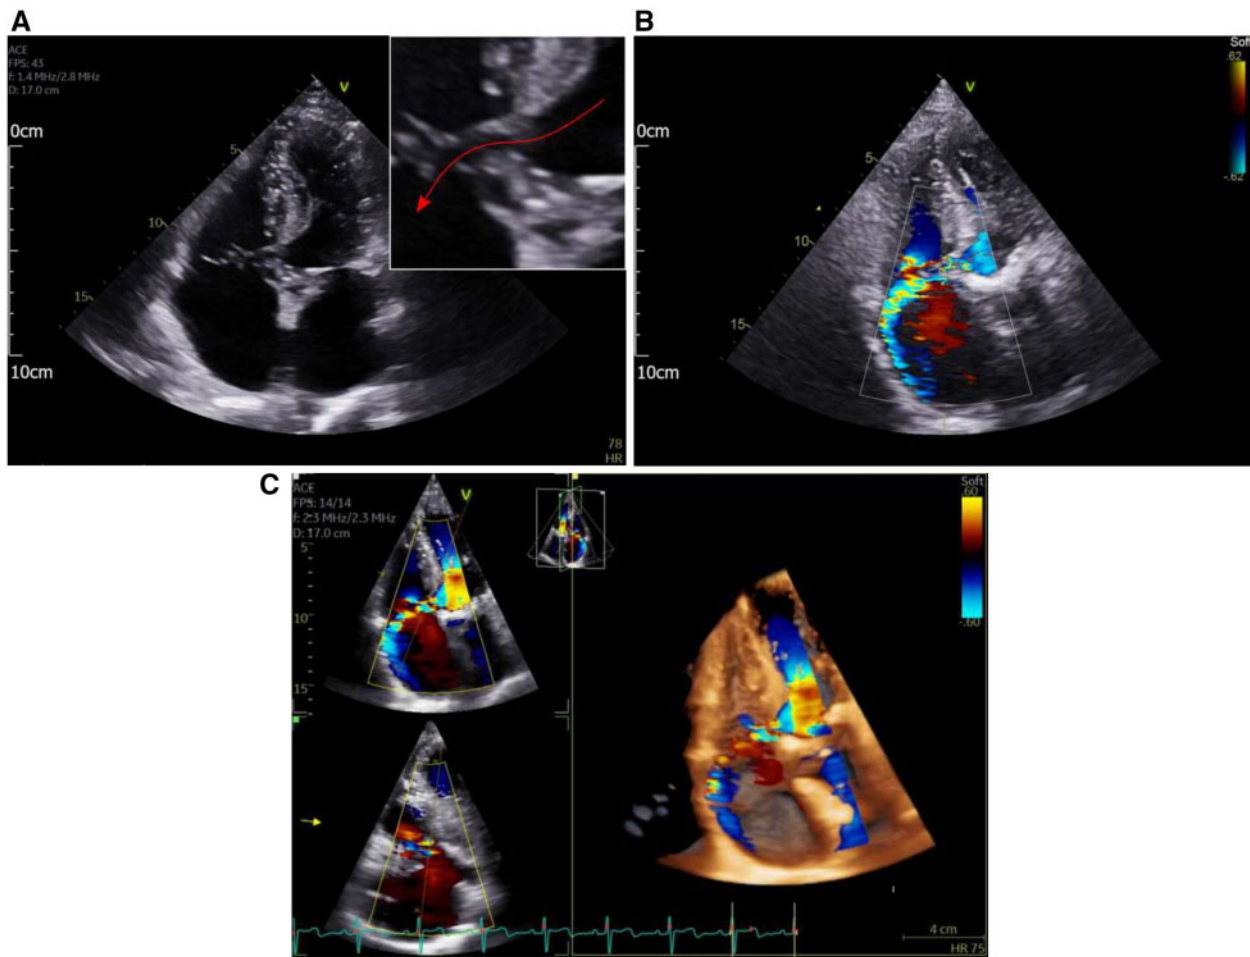 A
ACE
FPS: 43
f: 1.4 MHz/2.8 MHz
D: 17.0 cm
V
0cm
5
10
15
10cm
78
HR
B
Soft
.62
-.62
V
0cm
5
10
15
10cm
C
ACE
FPS: 14/14
f: 2.3 MHz/2.3 MHz
D: 17.0 cm
V
5
10
15
Soft
.60
-.60
4 cm
HR 75